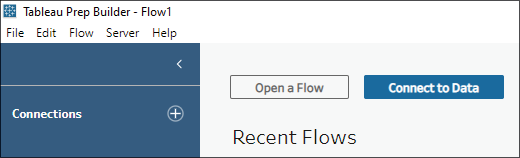 Tableau Prep Builder - Flow1
File Edit Flow Server Help
Open a Flow Connect to Data
Connections
Recent Flows